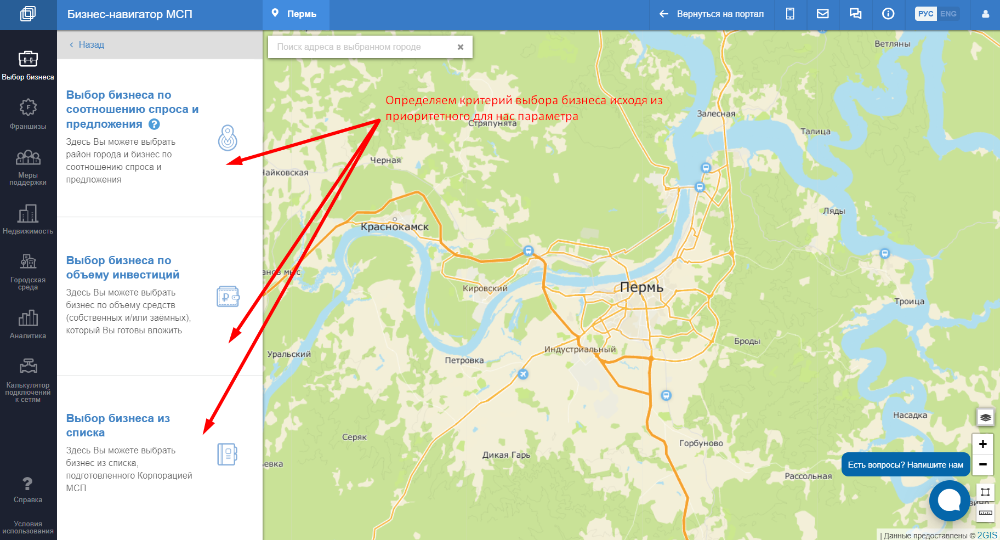 Бизнес-навигатор МСП
Пермь
Вернуться на портал
РУС ENG
Выбор бизнеса
Франшизы
Меры
поддержки
Недвижимость
Городская
среда
Аналитика
Калькулятор
подключений
к сетям
?
Справка
Условия
использования
Назад
Выбор бизнеса по
соотношению спроса и
предложения ?
Здесь Вы можете выбрать
район города и бизнес по
соотношению спроса и
предложения
Выбор бизнеса по
объему инвестиций
Здесь Вы можете выбрать
бизнес по объему средств
(собственных и/или заёмных),
который Вы готовы вложить
Выбор бизнеса из
списка
Здесь Вы можете выбрать
бизнес из списка,
подготовленного Корпорацией
МСП
Поиск адреса в выбранном городе
Определяем критерий выбора бизнеса исходя из
приоритетного для нас параметра
Ветляны
Залесная
Стряпунята
Талица
Черная
Чайковская
Ляды
Краснокамск
Кировский
Пермь
Троица
Броды
Индустриальный
Уральский
Петровка
Насадка
Серяк
Горбуново
Дикая Гарь
ьевка
Рассольная
Есть вопросы? Напишите нам
+
−
| Данные предоставлены © 2GIS